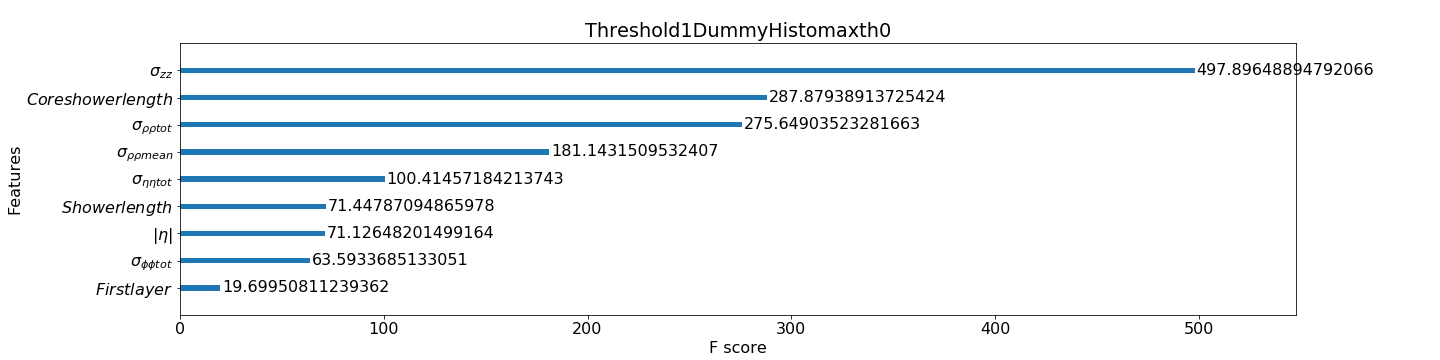 Threshold1DummyHistomaxth0
σzz 497.89648894792066
Coreshowerlength 287.87938913725424
σρρtot 275.64903523281663
σρρmean 181.1431509532407
σηηtot 100.41457184213743
Showerlength 71.44787094865978
|η| 71.12648201499164
σϕϕtot 63.5933685133051
Firstlayer 19.69950811239362
Features
0 100 200 300 400 500
F score